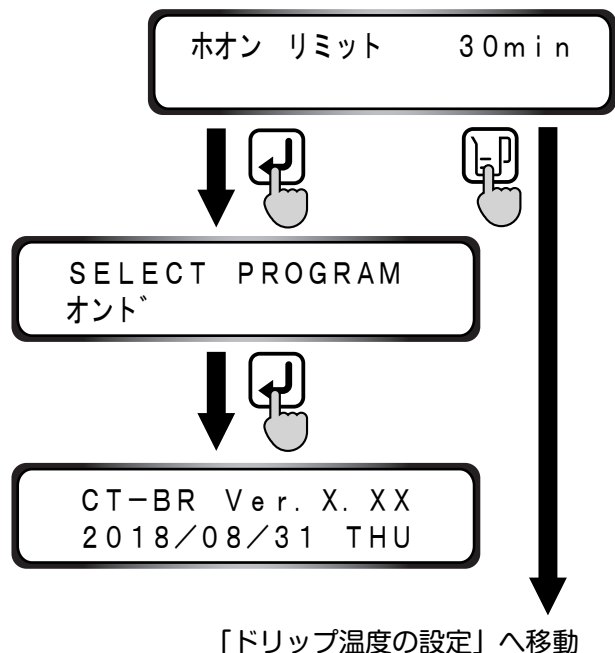 ホオン リミット 30min
SELECT PROGRAM
オンド
CT-BR Ver. X. XX
2018/08/31 THU
「ドリップ温度の設定」へ移動